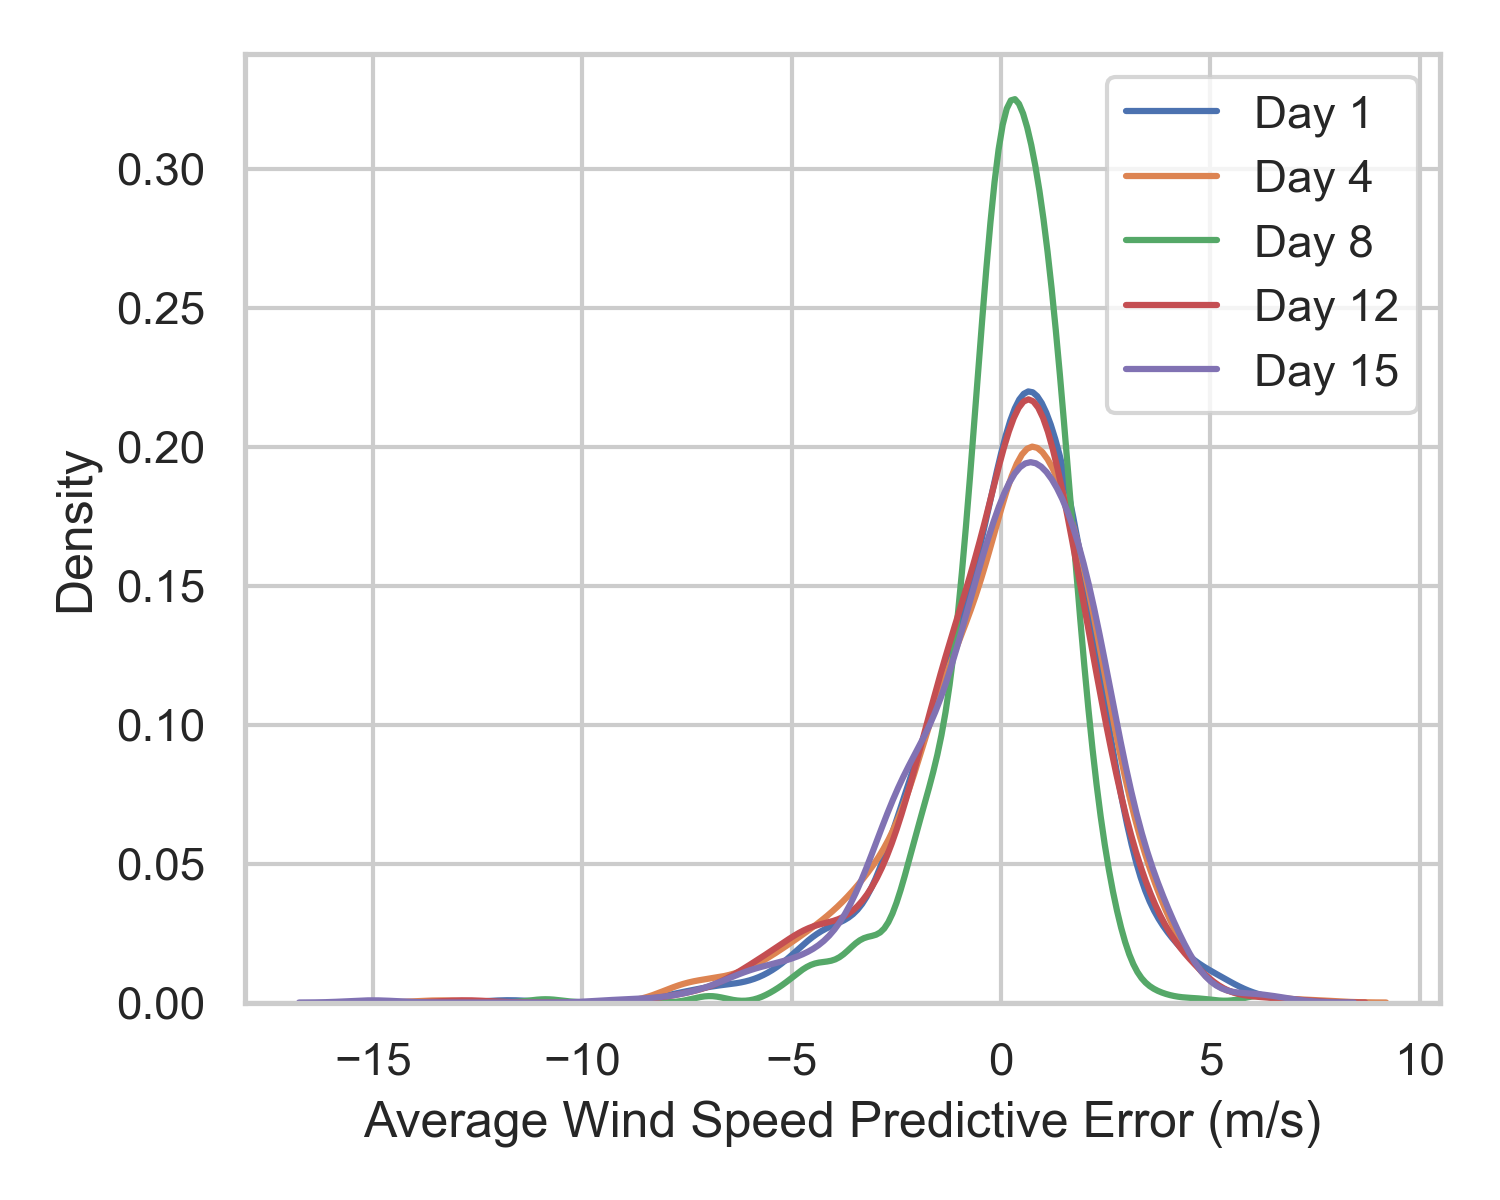 Day 1
Day 4
Day 8
Day 12
Day 15
0.30
0.25
0.20
0.15
0.10
0.05
0.00
Density
−15 −10 −5 0 5 10
Average Wind Speed Predictive Error (m/s)